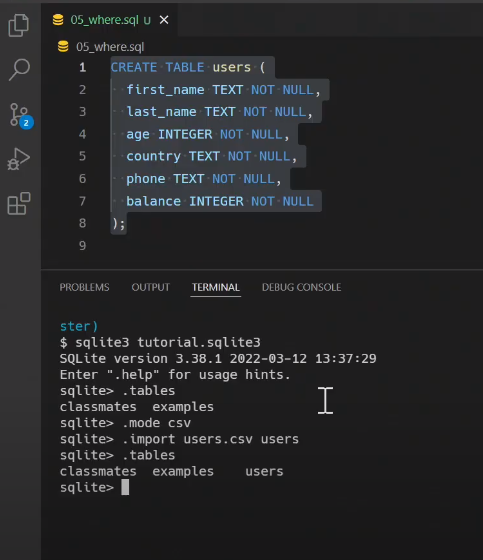 05_where.sql U
05_where.sql
1 CREATE TABLE users (
2 first_name TEXT NOT NULL,
3 last_name TEXT NOT NULL,
4 age INTEGER NOT NULL,
5 country TEXT NOT NULL,
6 phone TEXT NOT NULL,
7 balance INTEGER NOT NULL
8 );
9
2
PROBLEMS OUTPUT TERMINAL DEBUG CONSOLE
ster)
$ sqlite3 tutorial.sqlite3
SQLite version 3.38.1 2022-03-12 13:37:29
Enter ".help" for usage hints.
sqlite> .tables
classmates examples
sqlite> .mode csv
sqlite> .import users.csv users
sqlite> .tables
classmates examples users
sqlite>